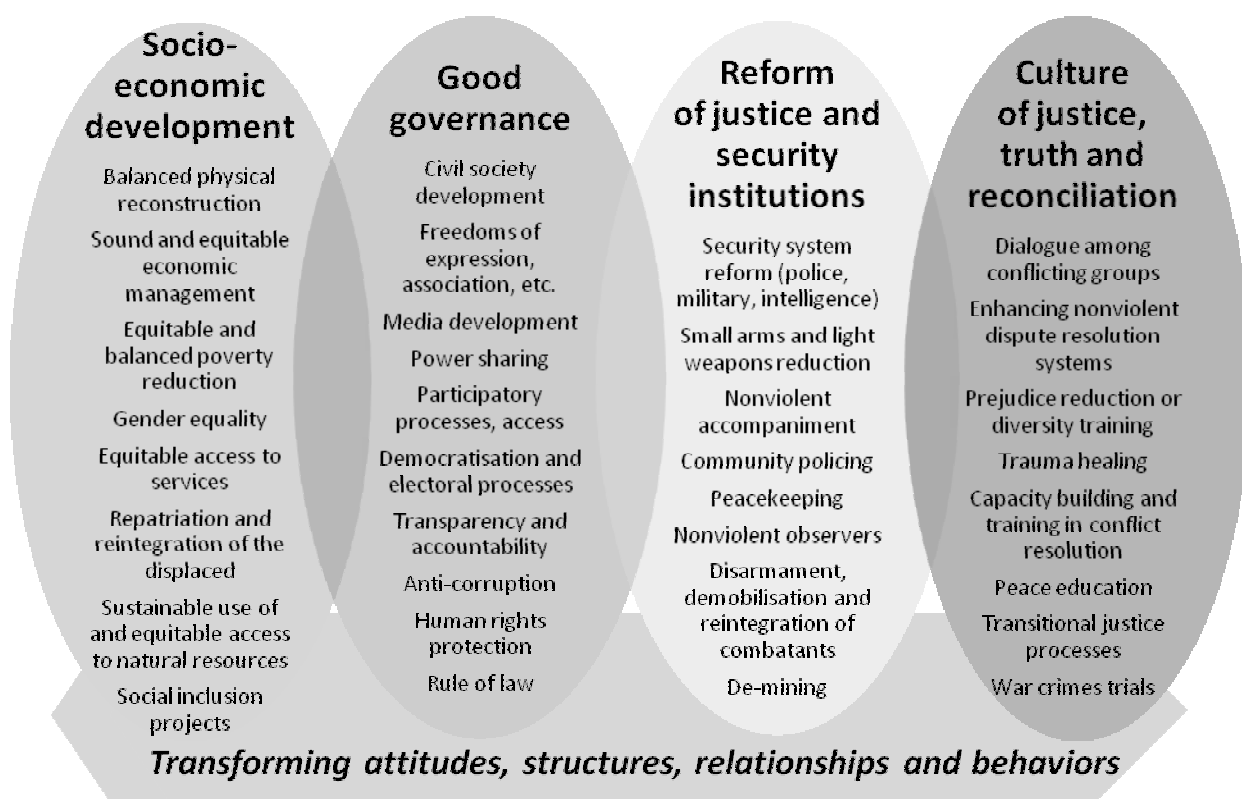 Socio-
economic
development
Balanced physical
reconstruction
Sound and equitable
economic
management
Equitable and
balanced poverty
reduction
Gender equality
Equitable access to
services
Repatriation and
reintegration of the
displaced
Sustainable use of
and equitable access
to natural resources
Social inclusion
projects
Good
governance
Civil society
development
Freedoms of
expression,
association, etc.
Media development
Power sharing
Participatory
processes, access
Democratisation and
electoral processes
Transparency and
accountability
Anti-corruption
Human rights
protection
Rule of law
Reform
of justice and
security
institutions
Security system
reform (police,
military, intelligence)
Small arms and light
weapons reduction
Nonviolent
accompaniment
Community policing
Peacekeeping
Nonviolent observers
Disarmament,
demobilisation and
reintegration of
combatants
De-mining
Culture
of justice,
truth and
reconciliation
Dialogue among
conflicting groups
Enhancing nonviolent
dispute resolution
systems
Prejudice reduction or
diversity training
Trauma healing
Capacity building and
training in conflict
resolution
Peace education
Transitional justice
processes
War crimes trials
Transforming attitudes, structures, relationships and behaviors